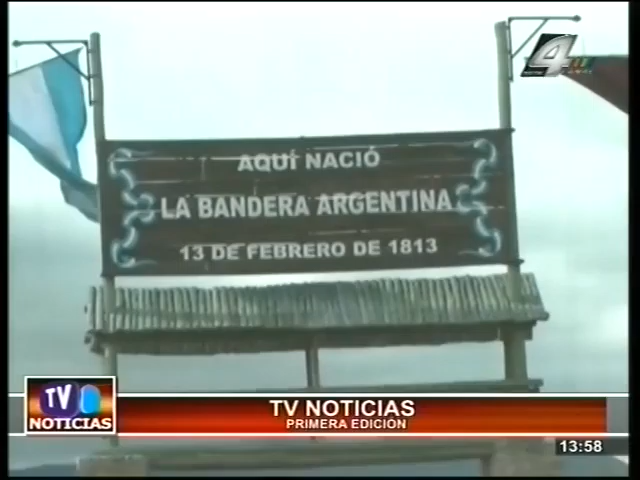 4
AQUÍ NACIÓ
LA BANDERA ARGENTINA
13 DE FEBRERO DE 1813
TV
NOTICIAS
TV NOTICIAS
PRIMERA EDICIÓN
13:58